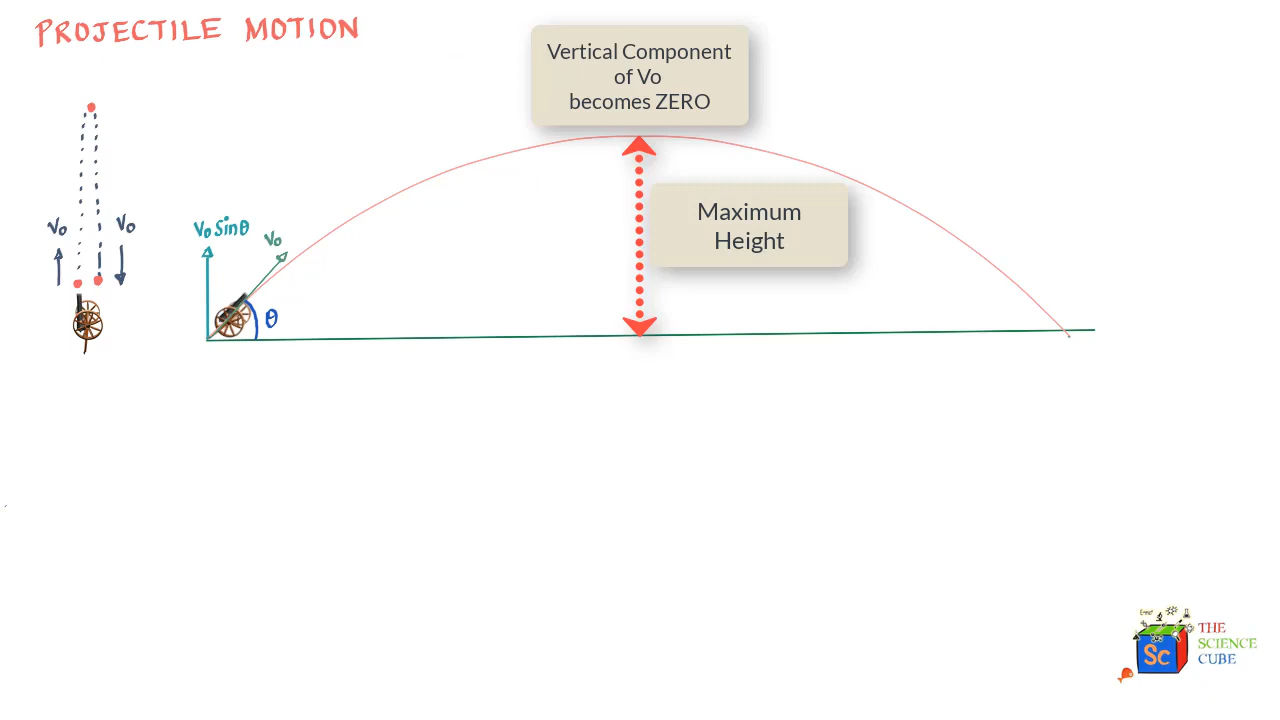 PROJECTILE MOTION
Vertical Component
of Vo
becomes ZERO
Maximum
Height
Vo
Vo
Vo Sinθ
Vo
θ
Sc
THE
SCIENCE
CUBE